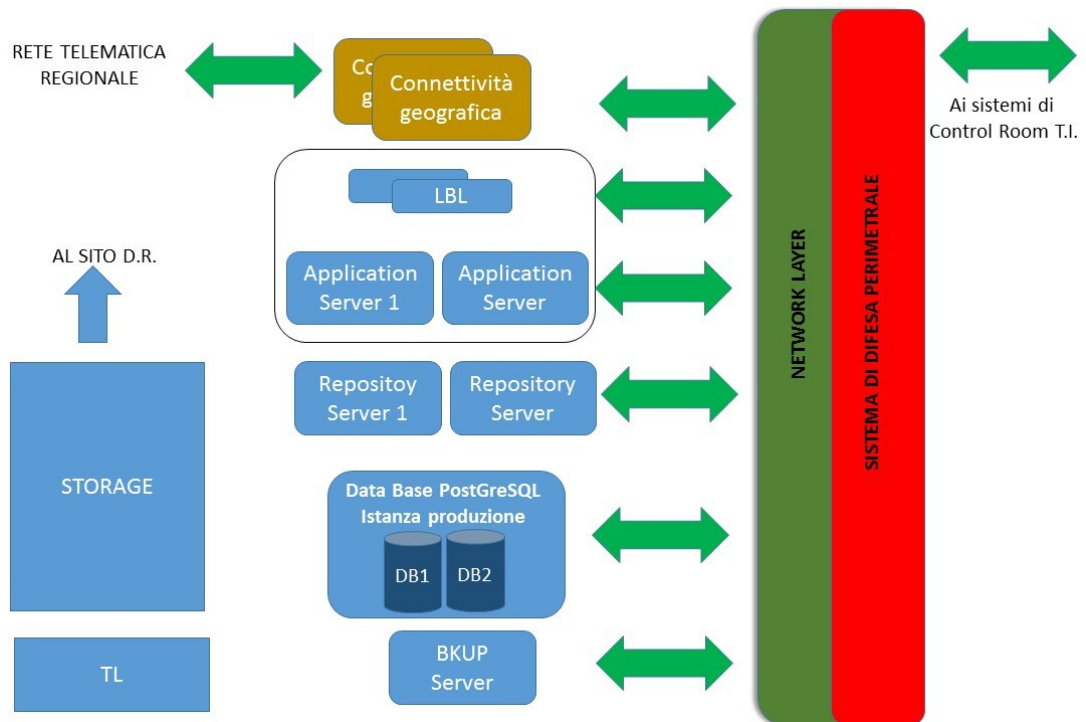 RETE TELEMATICA
REGIONALE
Co
g
Connettività
geografica
Ai sistemi di
Control Room T.I.
LBL
AL SITO D.R.
Application
Server 1
Application
Server
Repositoy
Server 1
Repository
Server
STORAGE
Data Base PostGreSQL
Istanza produzione
DB1
DB2
TL
BKUP
Server
NETWORK LAYER
SISTEMA DI DIFESA PERIMETRALE